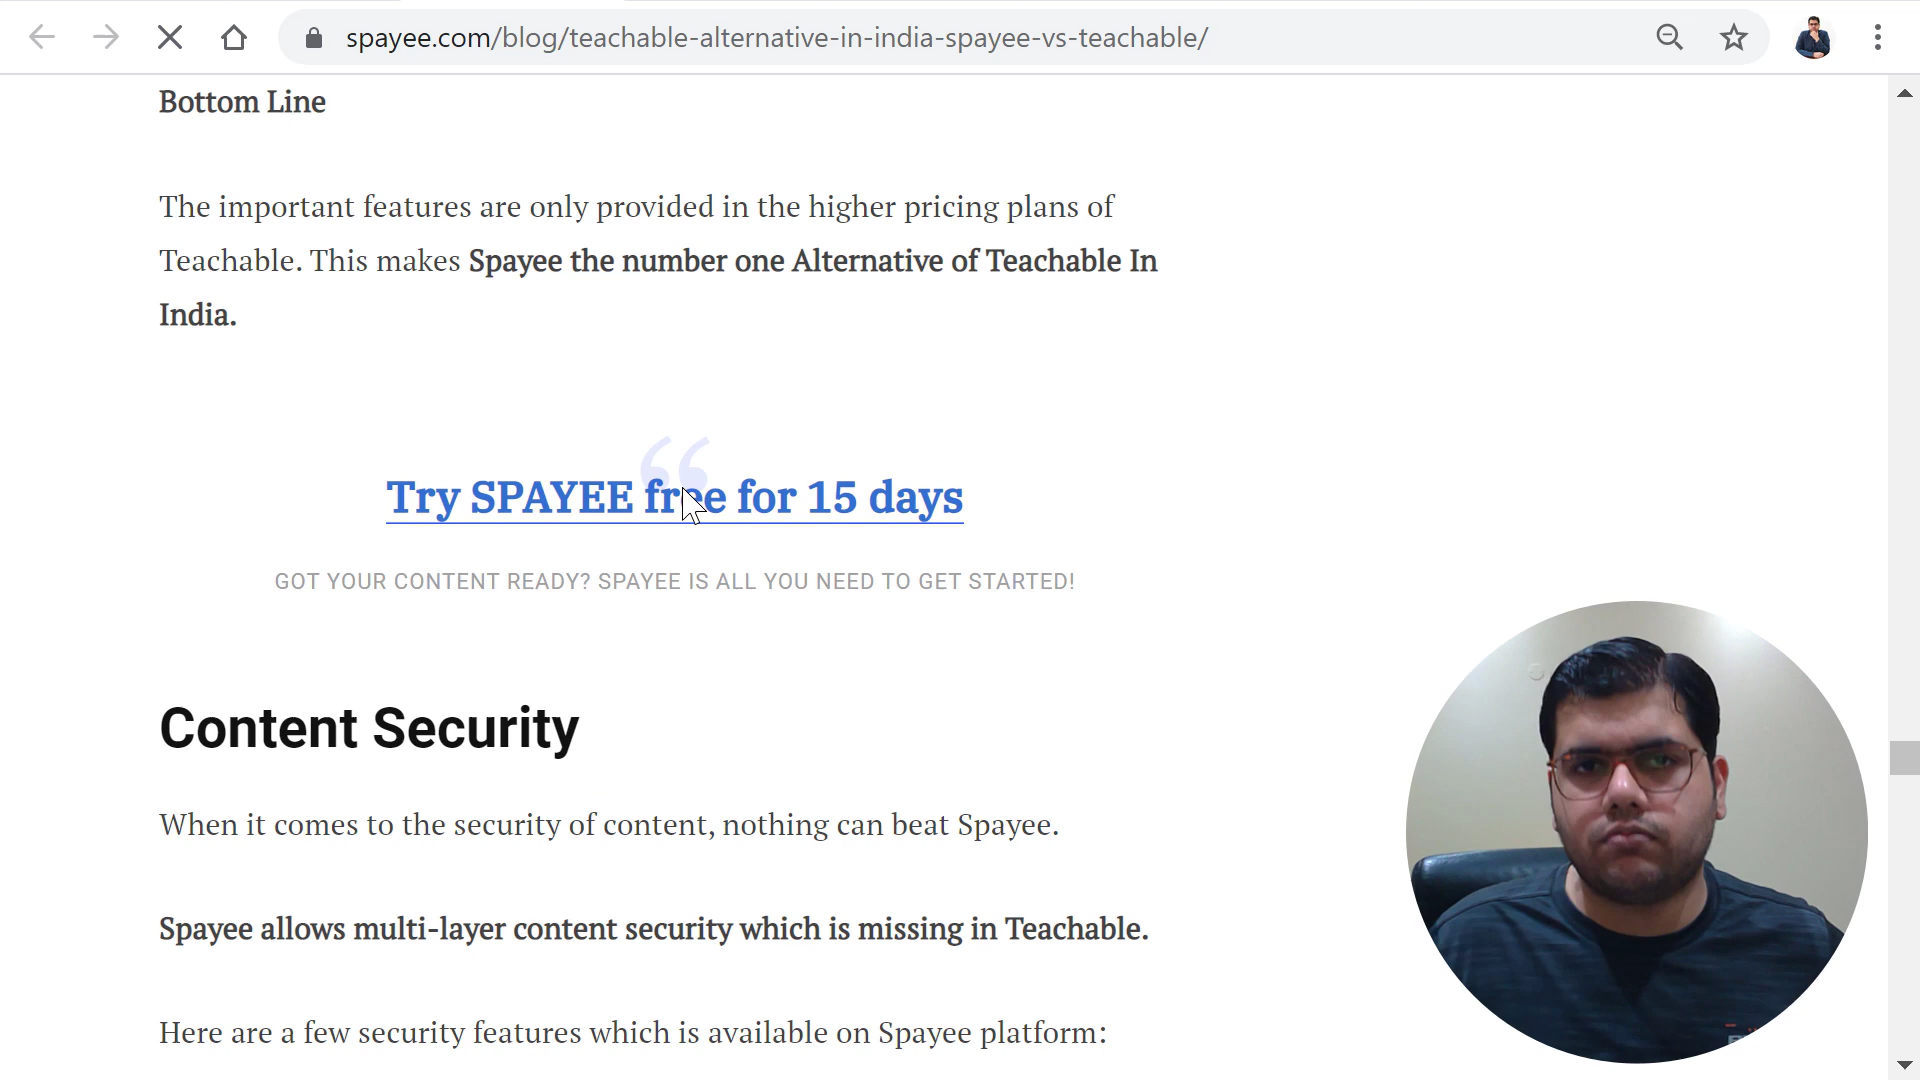 spayee.com/blog/teachable-alternative-in-india-spayee-vs-teachable/
Bottom Line
The important features are only provided in the higher pricing plans of
Teachable. This makes Spayee the number one Alternative of Teachable In
India.
“
Try SPAYEE free for 15 days
GOT YOUR CONTENT READY? SPAYEE IS ALL YOU NEED TO GET STARTED!
Content Security
When it comes to the security of content, nothing can beat Spayee.
Spayee allows multi-layer content security which is missing in Teachable.
Here are a few security features which is available on Spayee platform: